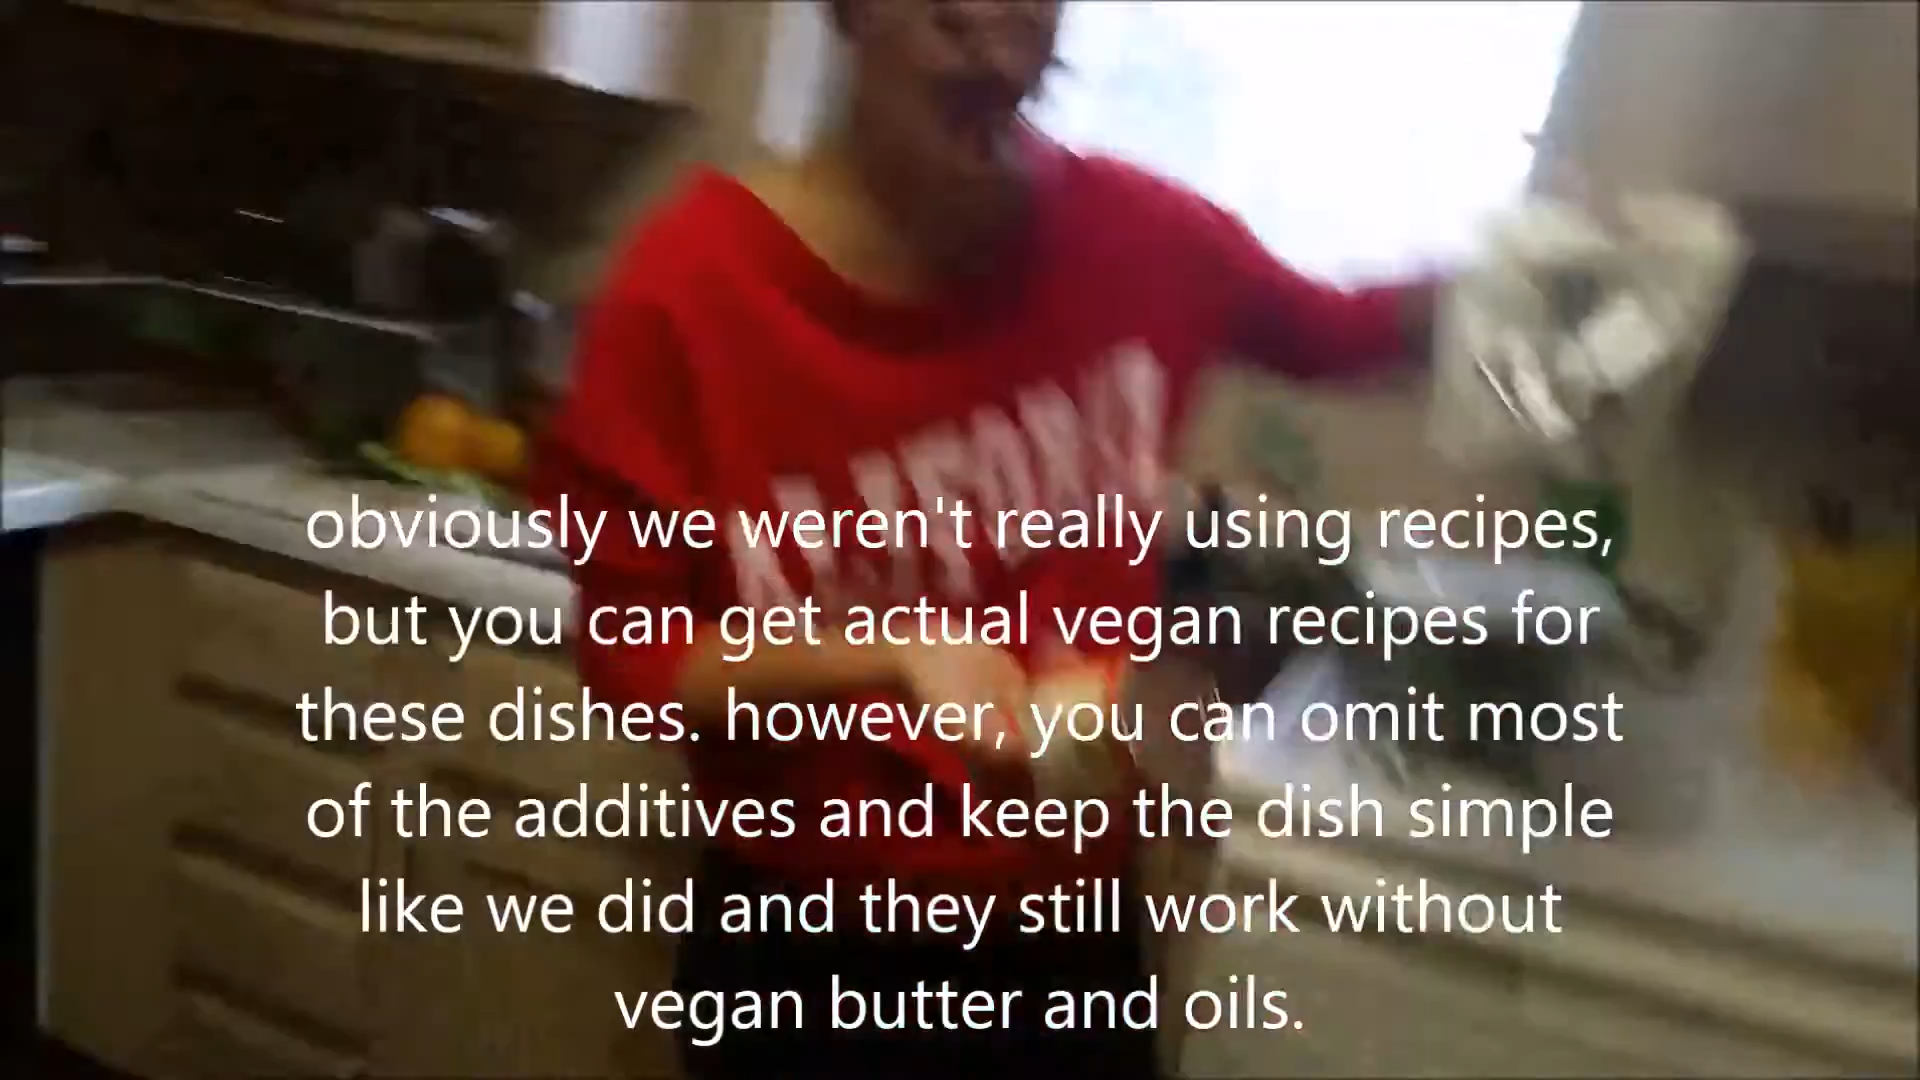 obviously we weren't really using recipes,
but you can get actual vegan recipes for
these dishes. however, you can omit most
of the additives and keep the dish simple
like we did and they still work without
vegan butter and oils.